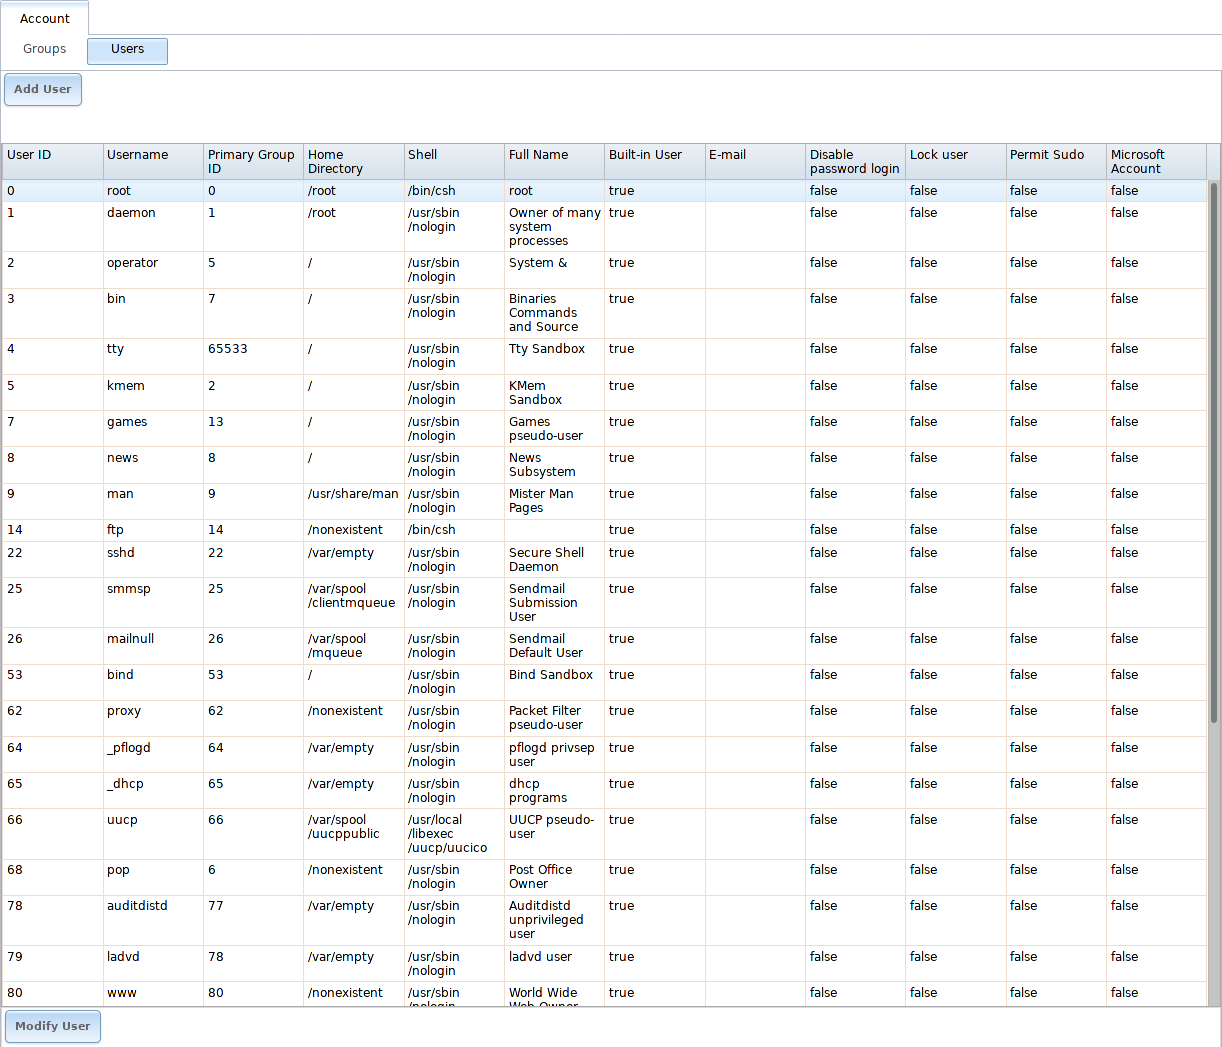 Account
Groups Users
Add User
User ID Username Primary Group Home Shell Full Name Built-in User E-mail Disable Lock user Permit Sudo Microsoft
ID Directory password login Account
0 root 0 /root /bin/csh root true false false false false
1 daemon 1 /root /usr/sbin Owner of many true false false false false
/nologin system
processes
2 operator 5 / /usr/sbin System & true false false false false
/nologin
3 bin 7 / /usr/sbin Binaries true false false false false
/nologin Commands
and Source
4 tty 65533 / /usr/sbin Tty Sandbox true false false false false
/nologin
5 kmem 2 / /usr/sbin KMem true false false false false
/nologin Sandbox
7 games 13 / /usr/sbin Games true false false false false
/nologin pseudo-user
8 news 8 / /usr/sbin News true false false false false
/nologin Subsystem
9 man 9 /usr/share/man /usr/sbin Mister Man true false false false false
/nologin Pages
14 ftp 14 /nonexistent /bin/csh true false false false false
22 sshd 22 /var/empty /usr/sbin Secure Shell true false false false false
/nologin Daemon
25 smmsp 25 /var/spool /usr/sbin Sendmail true false false false false
/clientmqueue /nologin Submission
User
26 mailnull 26 /var/spool /usr/sbin Sendmail true false false false false
/mqueue /nologin Default User
53 bind 53 / /usr/sbin Bind Sandbox true false false false false
/nologin
62 proxy 62 /nonexistent /usr/sbin Packet Filter true false false false false
/nologin pseudo-user
64 _pflogd 64 /var/empty /usr/sbin pflogd privsep true false false false false
/nologin user
65 _dhcp 65 /var/empty /usr/sbin dhcp true false false false false
/nologin programs
66 uucp 66 /var/spool /usr/local UUCP pseudo- true false false false false
/uucppublic /libexec user
/uucp/uucico
68 pop 6 /nonexistent /usr/sbin Post Office true false false false false
/nologin Owner
78 auditdistd 77 /var/empty /usr/sbin Auditdistd true false false false false
/nologin unprivileged
user
79 ladvd 78 /var/empty /usr/sbin ladvd user true false false false false
/nologin
80 www 80 /nonexistent /usr/sbin World Wide true false false false false
/nologin Web Owner
Modify User